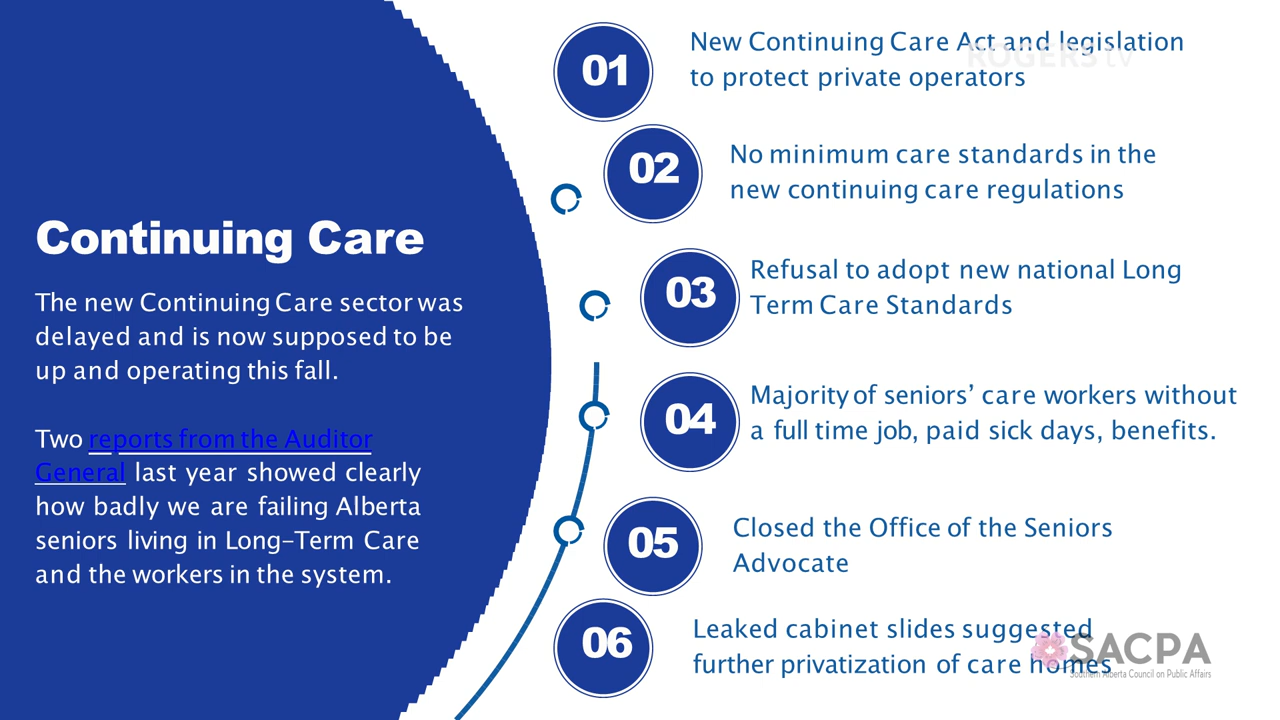 Continuing Care
The new Continuing Care sector was
delayed and is now supposed to be
up and operating this fall.
Two reports from the Auditor
General last year showed clearly
how badly we are failing Alberta
seniors living in Long-Term Care
and the workers in the system.
01
New Continuing Care Act and legislation
to protect private operators
ROGERS tv
02
No minimum care standards in the
new continuing care regulations
03
Refusal to adopt new national Long
Term Care Standards
04
Majority of seniors’ care workers without
a full time job, paid sick days, benefits.
05
Closed the Office of the Seniors
Advocate
06
Leaked cabinet slides suggested
further privatization of care homes
SACPA
Southern Alberta Council on Public Affairs